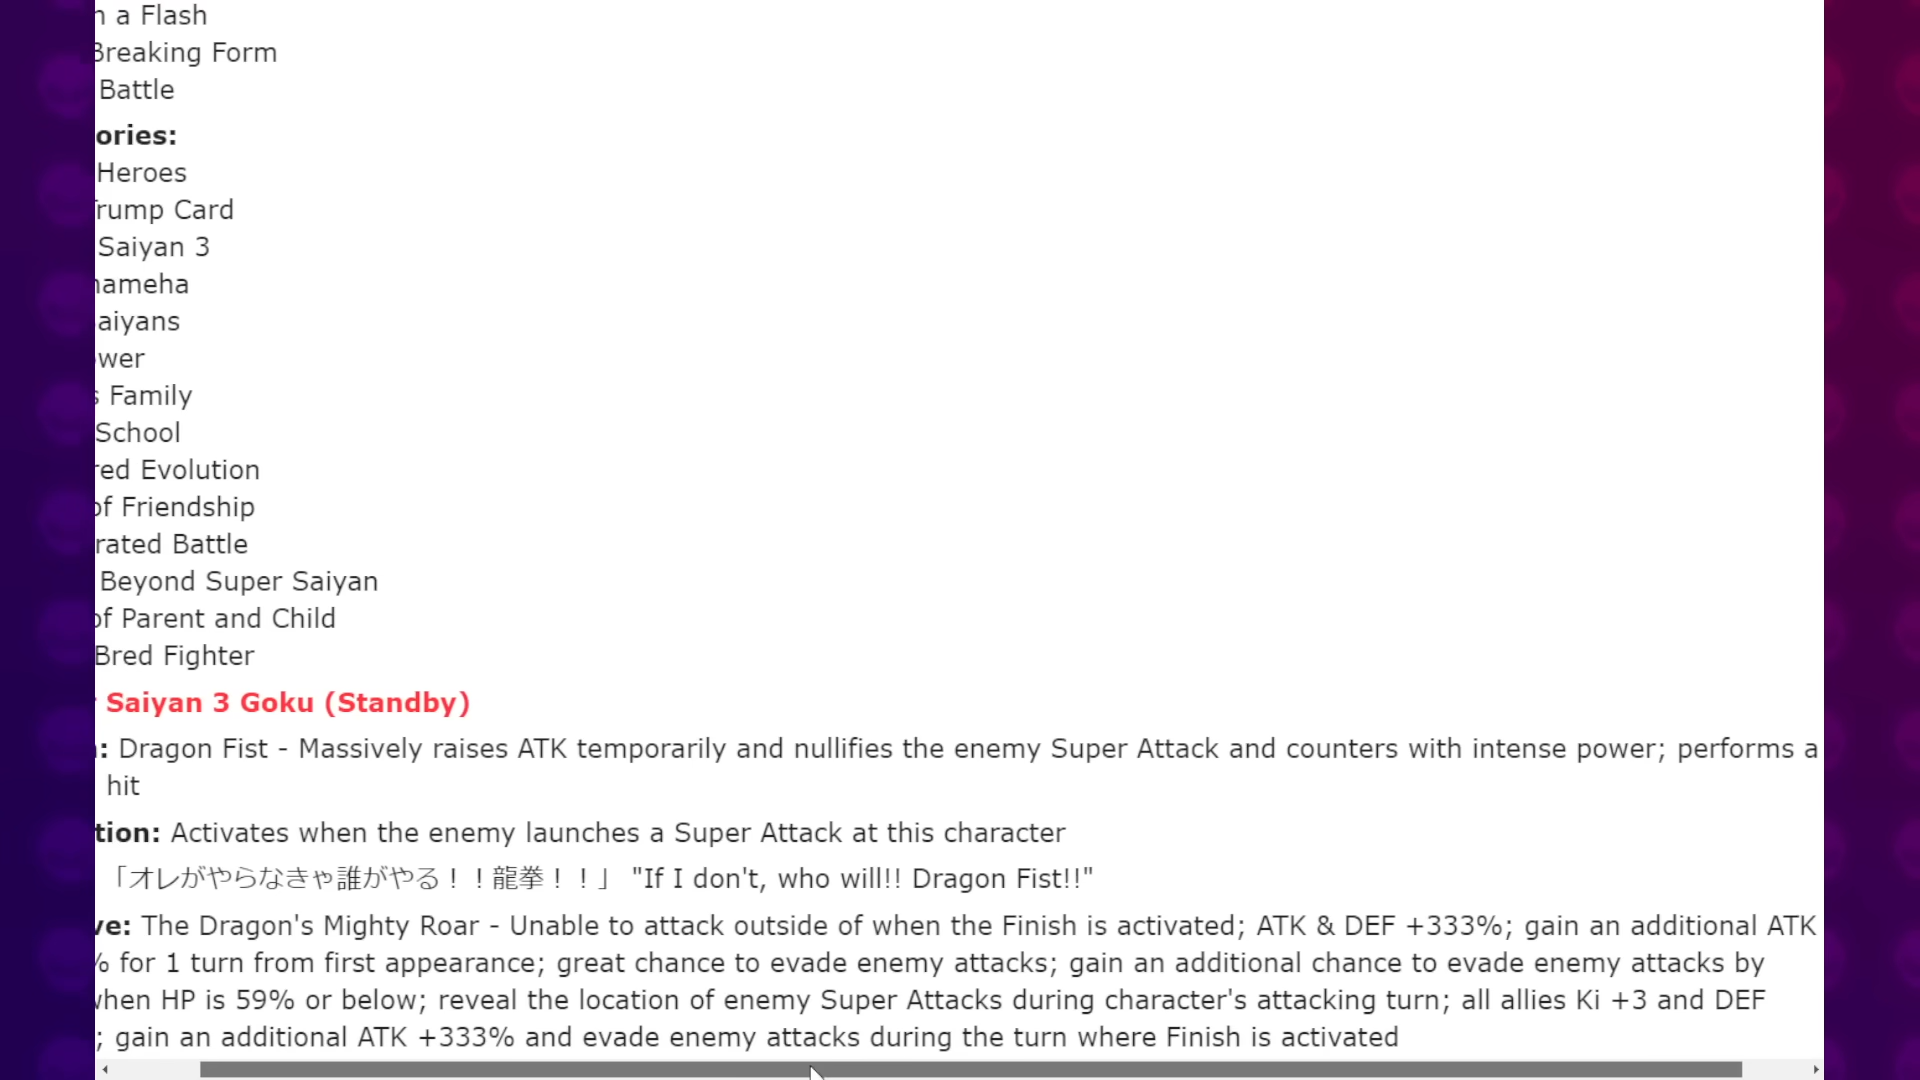 n a Flash
Breaking Form
Battle
ories:
Heroes
Trump Card
Saiyan 3
hameha
aiyans
ower
s Family
School
red Evolution
of Friendship
rated Battle
Beyond Super Saiyan
of Parent and Child
Bred Fighter
Saiyan 3 Goku (Standby)
: Dragon Fist - Massively raises ATK temporarily and nullifies the enemy Super Attack and counters with intense power; performs a
hit
tion: Activates when the enemy launches a Super Attack at this character
「オレがやらなきゃ誰がやる！！龍拳！！」 "If I don't, who will!! Dragon Fist!!"
ve: The Dragon's Mighty Roar - Unable to attack outside of when the Finish is activated; ATK & DEF +333%; gain an additional ATK
% for 1 turn from first appearance; great chance to evade enemy attacks; gain an additional chance to evade enemy attacks by
when HP is 59% or below; reveal the location of enemy Super Attacks during character's attacking turn; all allies Ki +3 and DEF
; gain an additional ATK +333% and evade enemy attacks during the turn where Finish is activated